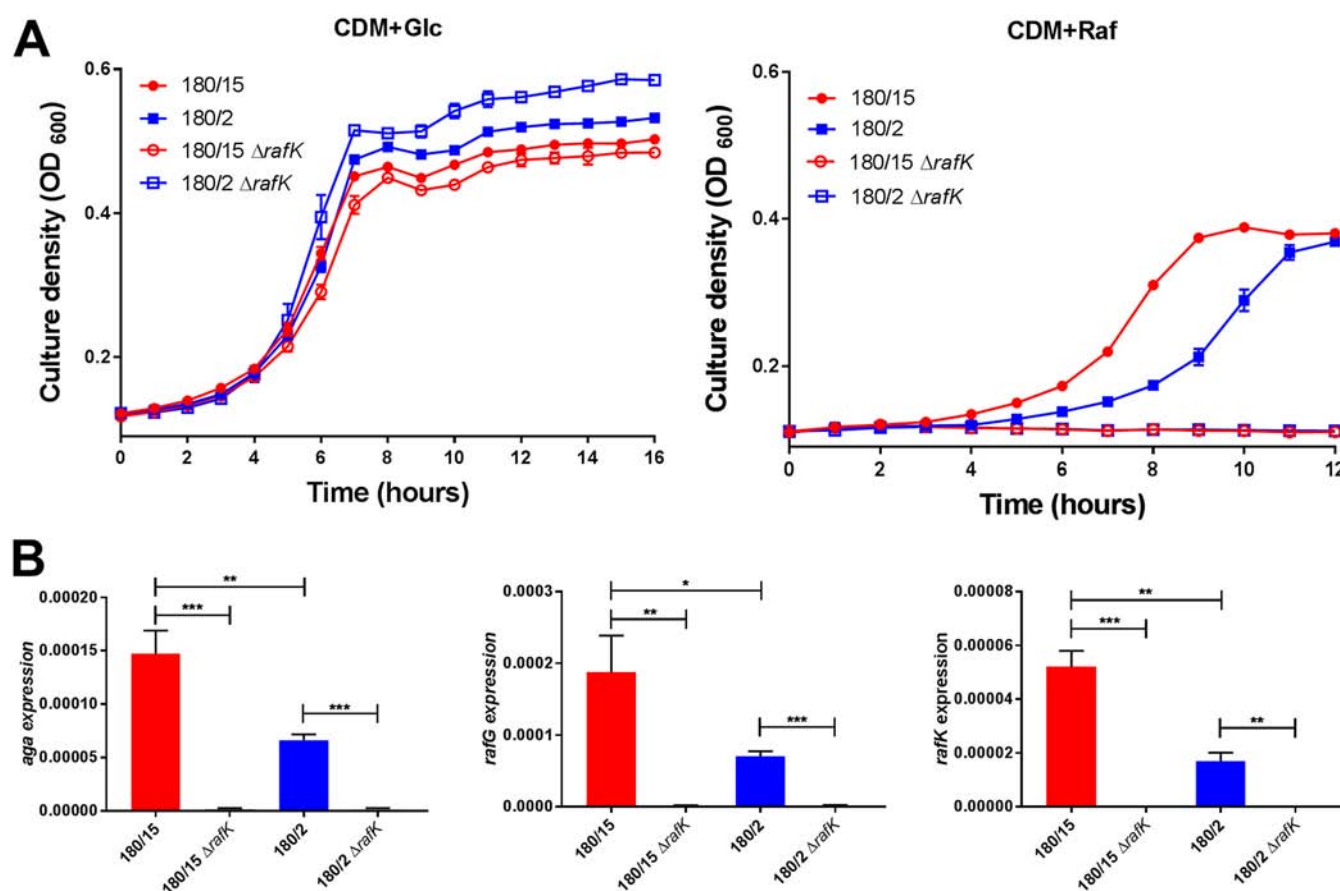 A
CDM+Glc
Culture density (OD 600)
0.6
0.4
0.2
180/15
180/2
180/15 ΔrafK
180/2 ΔrafK
0 2 4 6 8 10 12 14 16
Time (hours)
CDM+Raf
Culture density (OD 600)
0.6
0.4
0.2
180/15
180/2
180/15 ΔrafK
180/2 ΔrafK
0 2 4 6 8 10 12
Time (hours)
B
aga expression
0.00020
0.00015
0.00010
0.00005
0.00000
**
***
***
180/15
180/15 ΔrafK
180/2
180/2 ΔrafK
rafG expression
0.0003
0.0002
0.0001
0.0000
*
**
***
180/15
180/15 ΔrafK
180/2
180/2 ΔrafK
rafK expression
0.00008
0.00006
0.00004
0.00002
0.00000
**
***
**
180/15
180/15 ΔrafK
180/2
180/2 ΔrafK